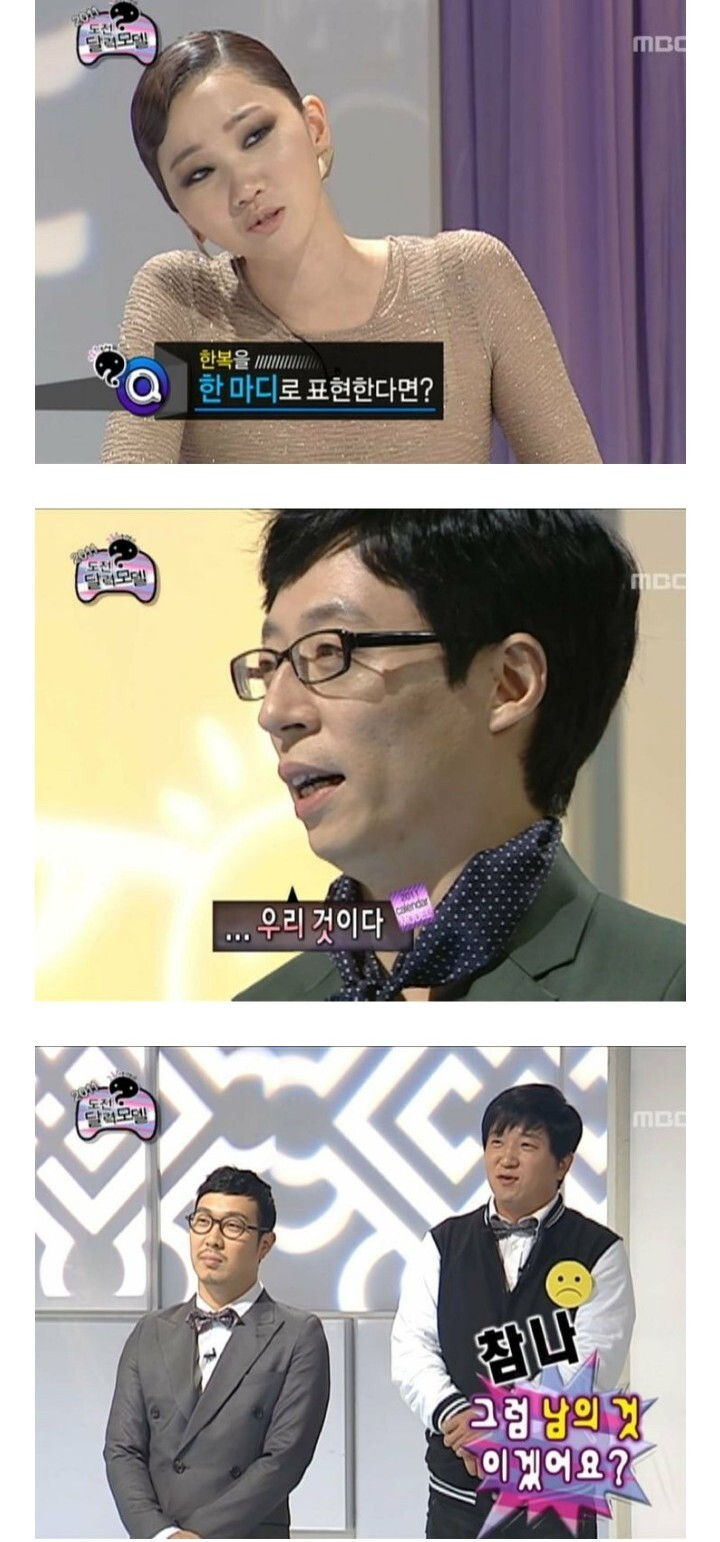 2011
도전
달력모델
MBC
Q
한복을
한 마디로 표현한다면?
2011
도전
달력모델
MBC
2011
calendar
MODEL
... 우리 것이다
2011
도전
달력모델
MBC
참나
그럼 남의 것
이겠어요?